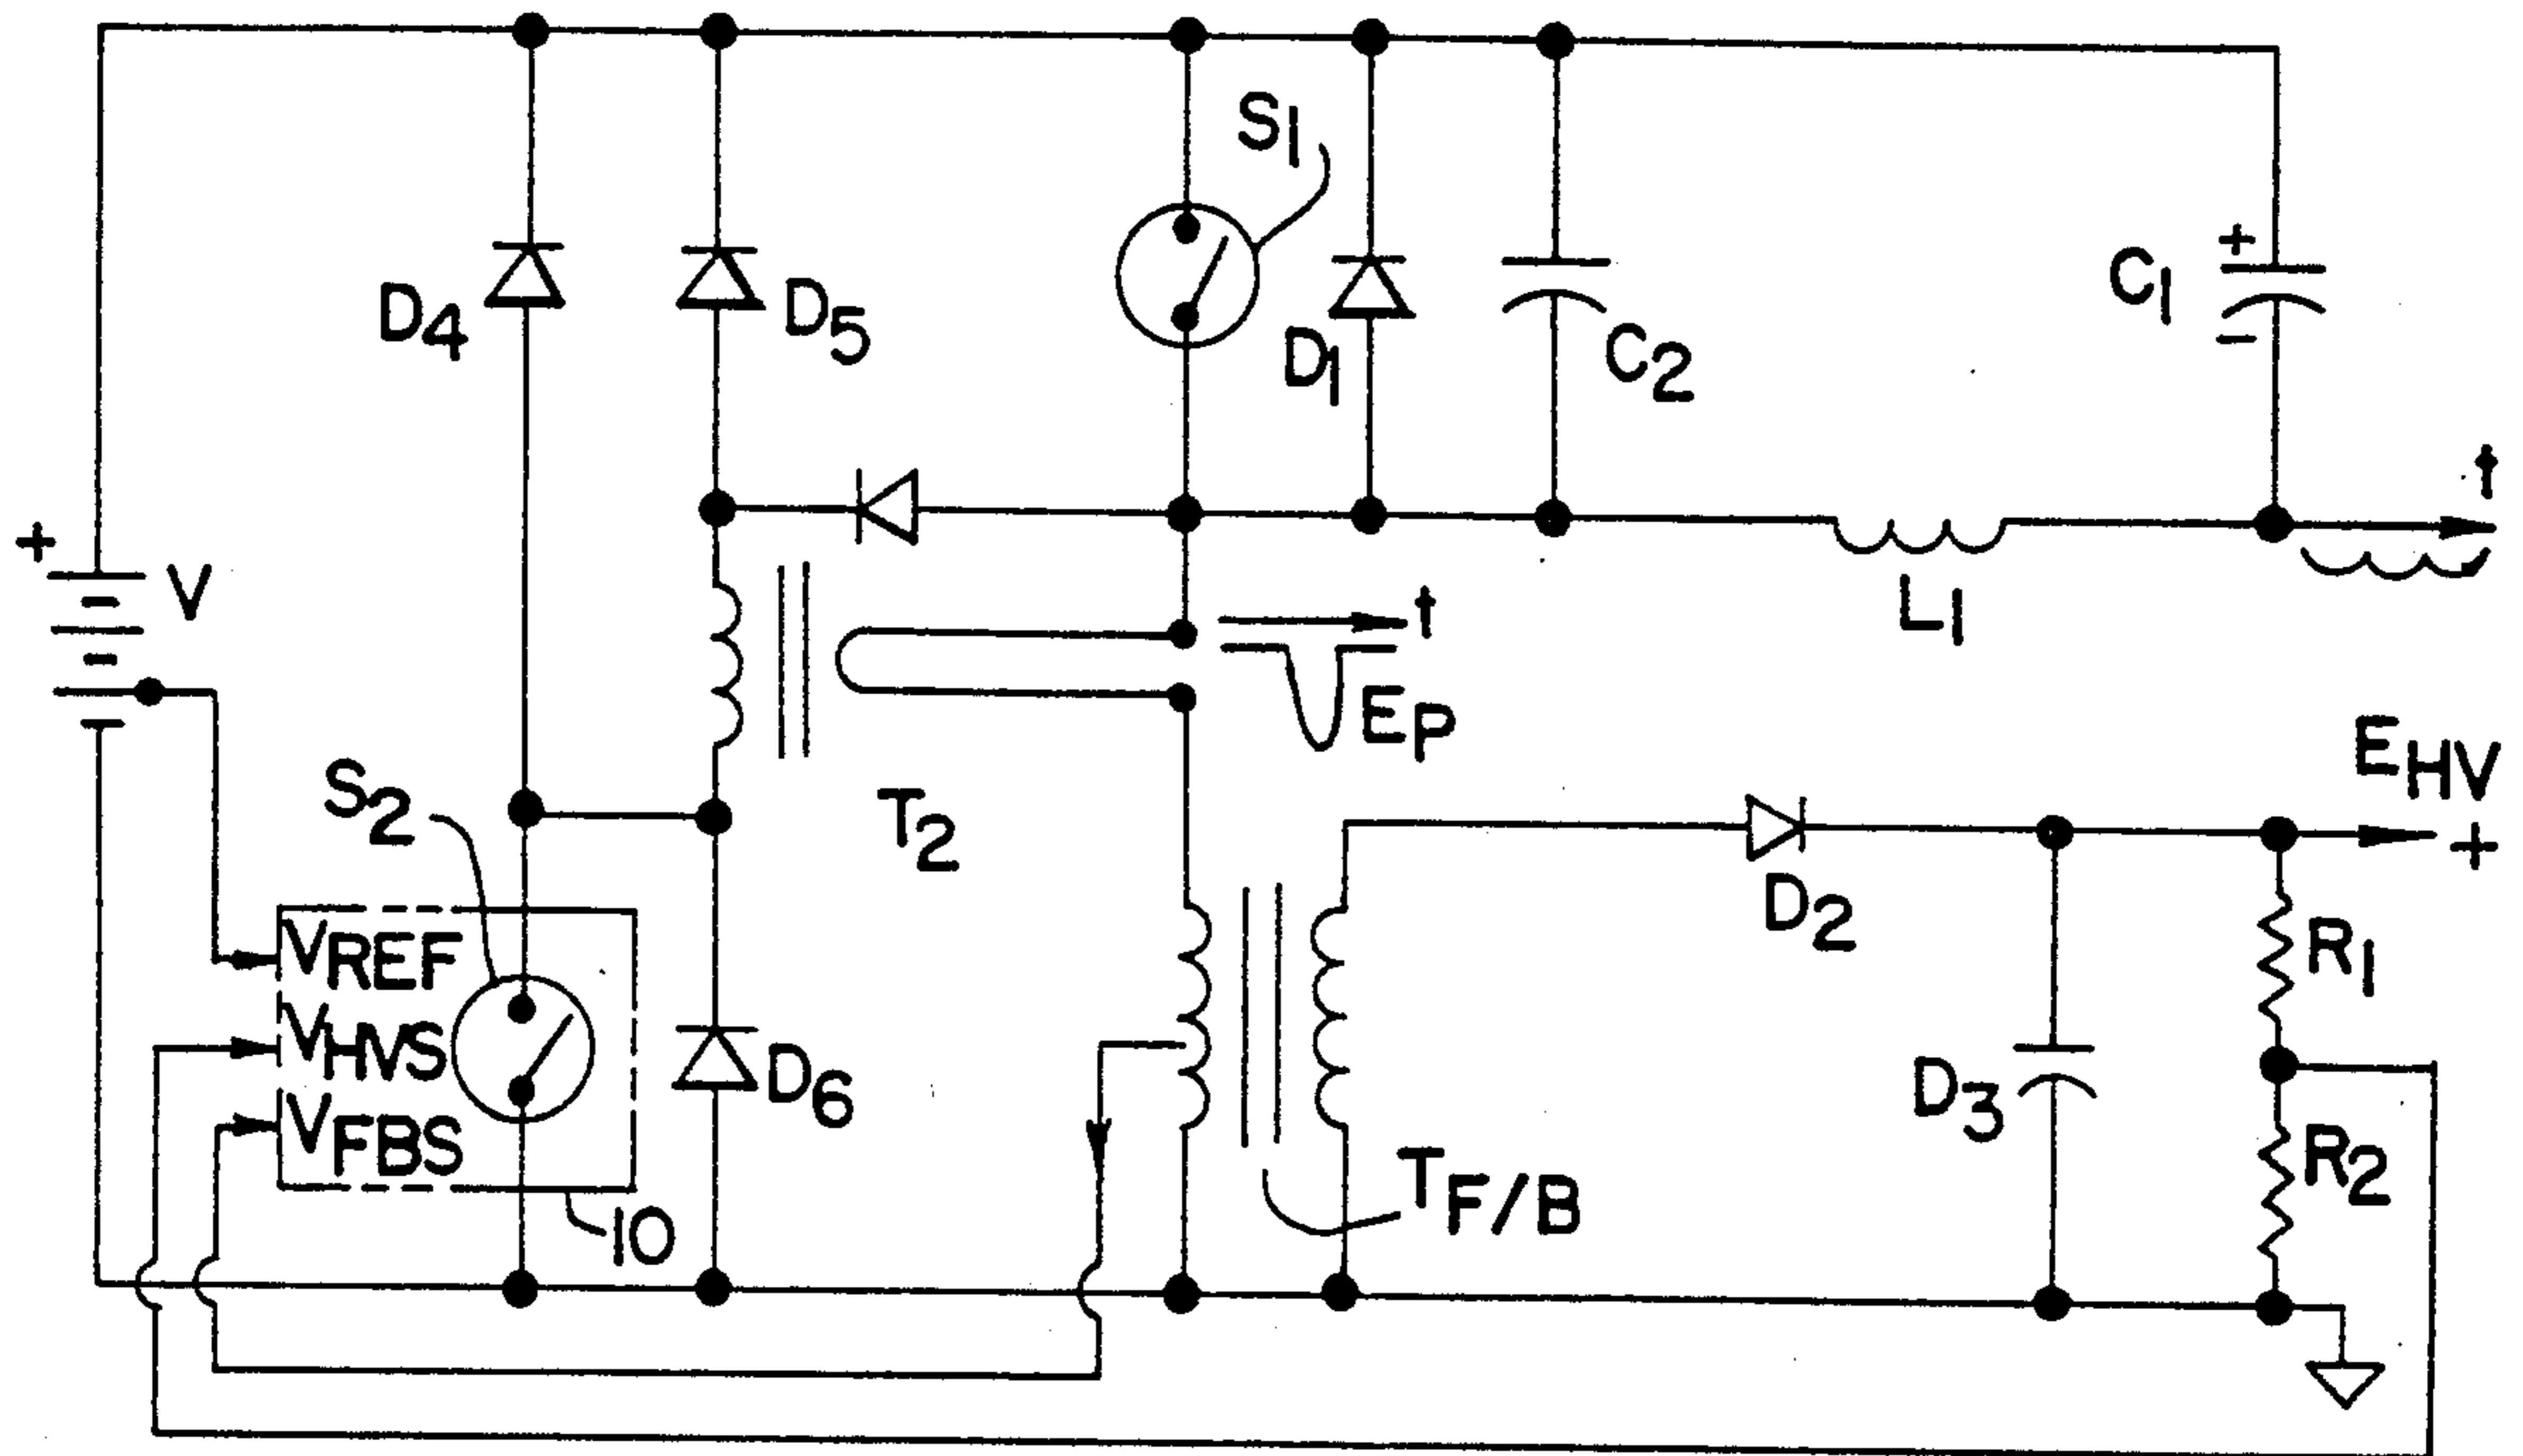 S1
D4
D5
D1
C2
+
C1
−
t
+
V
L1
t
EP
S2
T2
EHV
+
D2
VREF
R1
VHVS
D6
D3
VFBS
TF/B
R2
10